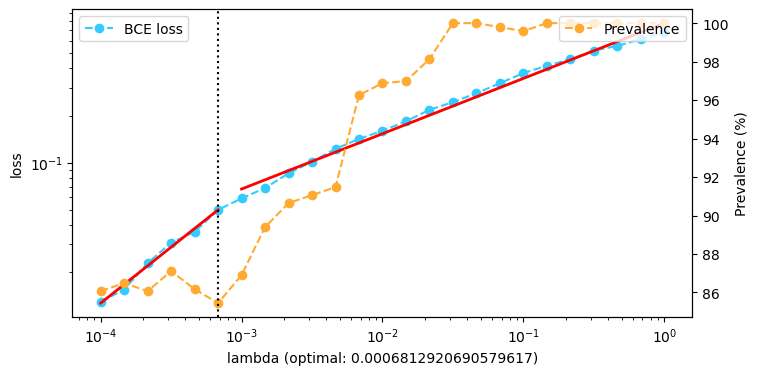 BCE loss
Prevalence
loss
10⁻¹
100
98
96
94
92
90
88
86
Prevalence (%)
10⁻⁴
10⁻³
10⁻²
10⁻¹
10⁰
lambda (optimal: 0.0006812920690579617)